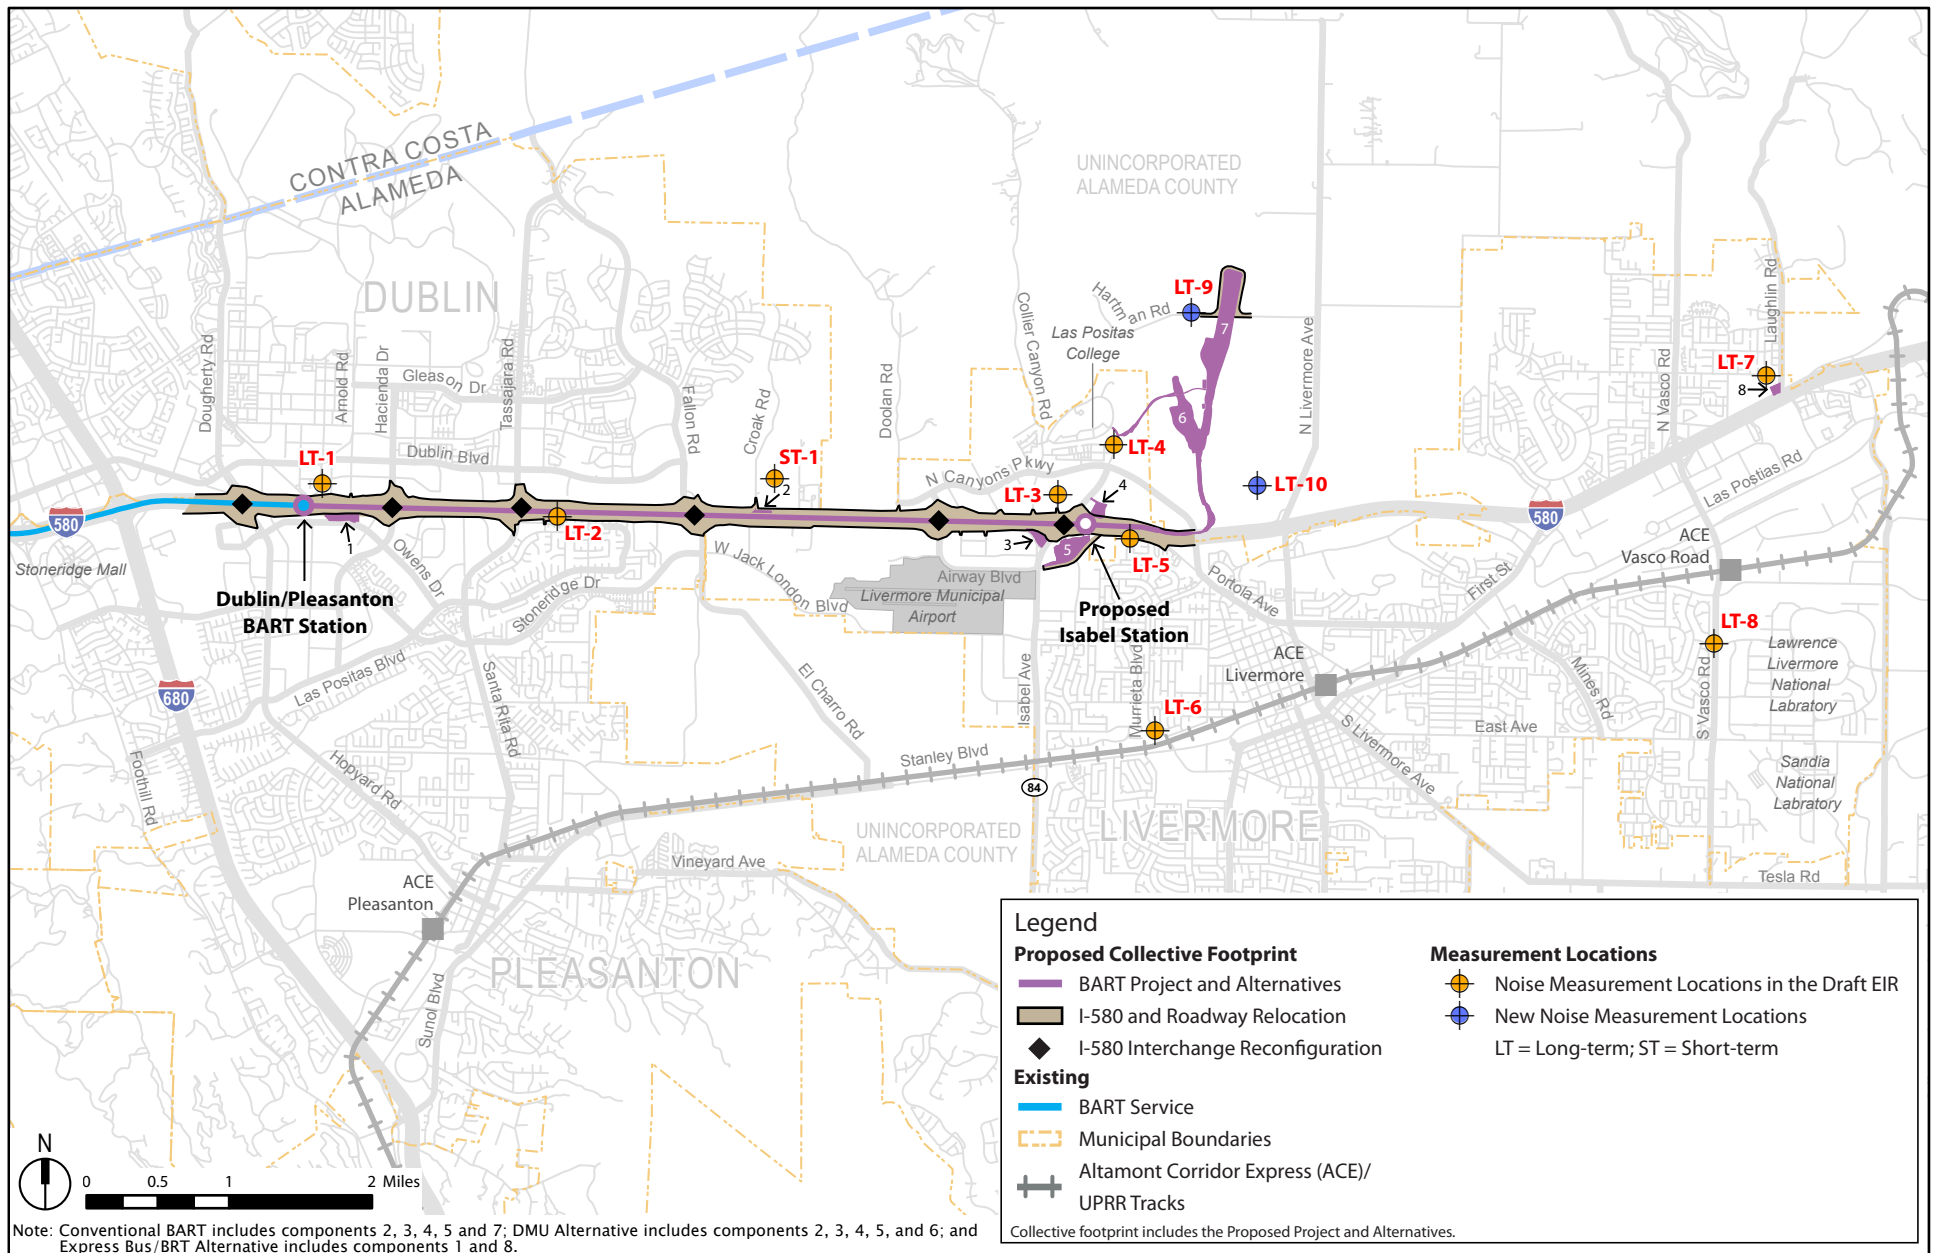 CONTRA COSTA
ALAMEDA
UNINCORPORATED
ALAMEDA COUNTY
DUBLIN
Dougherty Rd
Arnold Rd
Hacienda Dr
Gleason Dr
Tassajara Rd
Dublin Blvd
Fallon Rd
Croak Rd
Doolan Rd
Collier Canyon Rd
Hartman Rd
Las Positas
College
N Canyons Pkwy
N Livermore Ave
N Vasco Rd
Laughlin Rd
Las Postias Rd
LT-9
7
6
LT-7
8
LT-1
ST-1
2
LT-4
LT-3
4
LT-10
580
580
1
LT-2
3
5
LT-5
Stoneridge Mall
Dublin/Pleasanton
BART Station
Owens Dr
Stoneridge Dr
W Jack London Blvd
Airway Blvd
Livermore Municipal
Airport
Proposed
Isabel Station
Portola Ave
First St
ACE
Vasco Road
LT-8
Lawrence
Livermore
National
Labratory
Las Positas Blvd
Santa Rita Rd
El Charro Rd
Isabel Ave
Murrieta Blvd
ACE
Livermore
Mines Rd
S Vasco Rd
680
LT-6
East Ave
S Livermore Ave
Sandia
National
Labratory
Foothill Rd
Hopyard Rd
Stanley Blvd
84
UNINCORPORATED
ALAMEDA COUNTY
LIVERMORE
Vineyard Ave
Tesla Rd
ACE
Pleasanton
PLEASANTON
Sunol Blvd
Legend
Proposed Collective Footprint
BART Project and Alternatives
I-580 and Roadway Relocation
I-580 Interchange Reconfiguration
Existing
BART Service
Municipal Boundaries
Altamont Corridor Express (ACE)/
UPRR Tracks
Measurement Locations
Noise Measurement Locations in the Draft EIR
New Noise Measurement Locations
LT = Long-term; ST = Short-term
Collective footprint includes the Proposed Project and Alternatives.
N
0 0.5 1 2 Miles
Note: Conventional BART includes components 2, 3, 4, 5 and 7; DMU Alternative includes components 2, 3, 4, 5, and 6; and
Express Bus/BRT Alternative includes components 1 and 8.